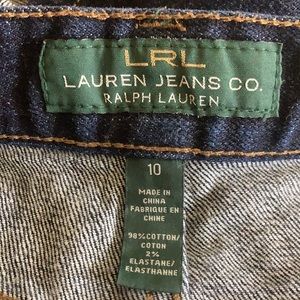 LRL
LAUREN JEANS CO.
RALPH LAUREN
10
MADE IN
CHINA
FABRIQUE EN
CHINE
98% COTTON/
COTON
2%
ELASTANE/
ELASTHANNE